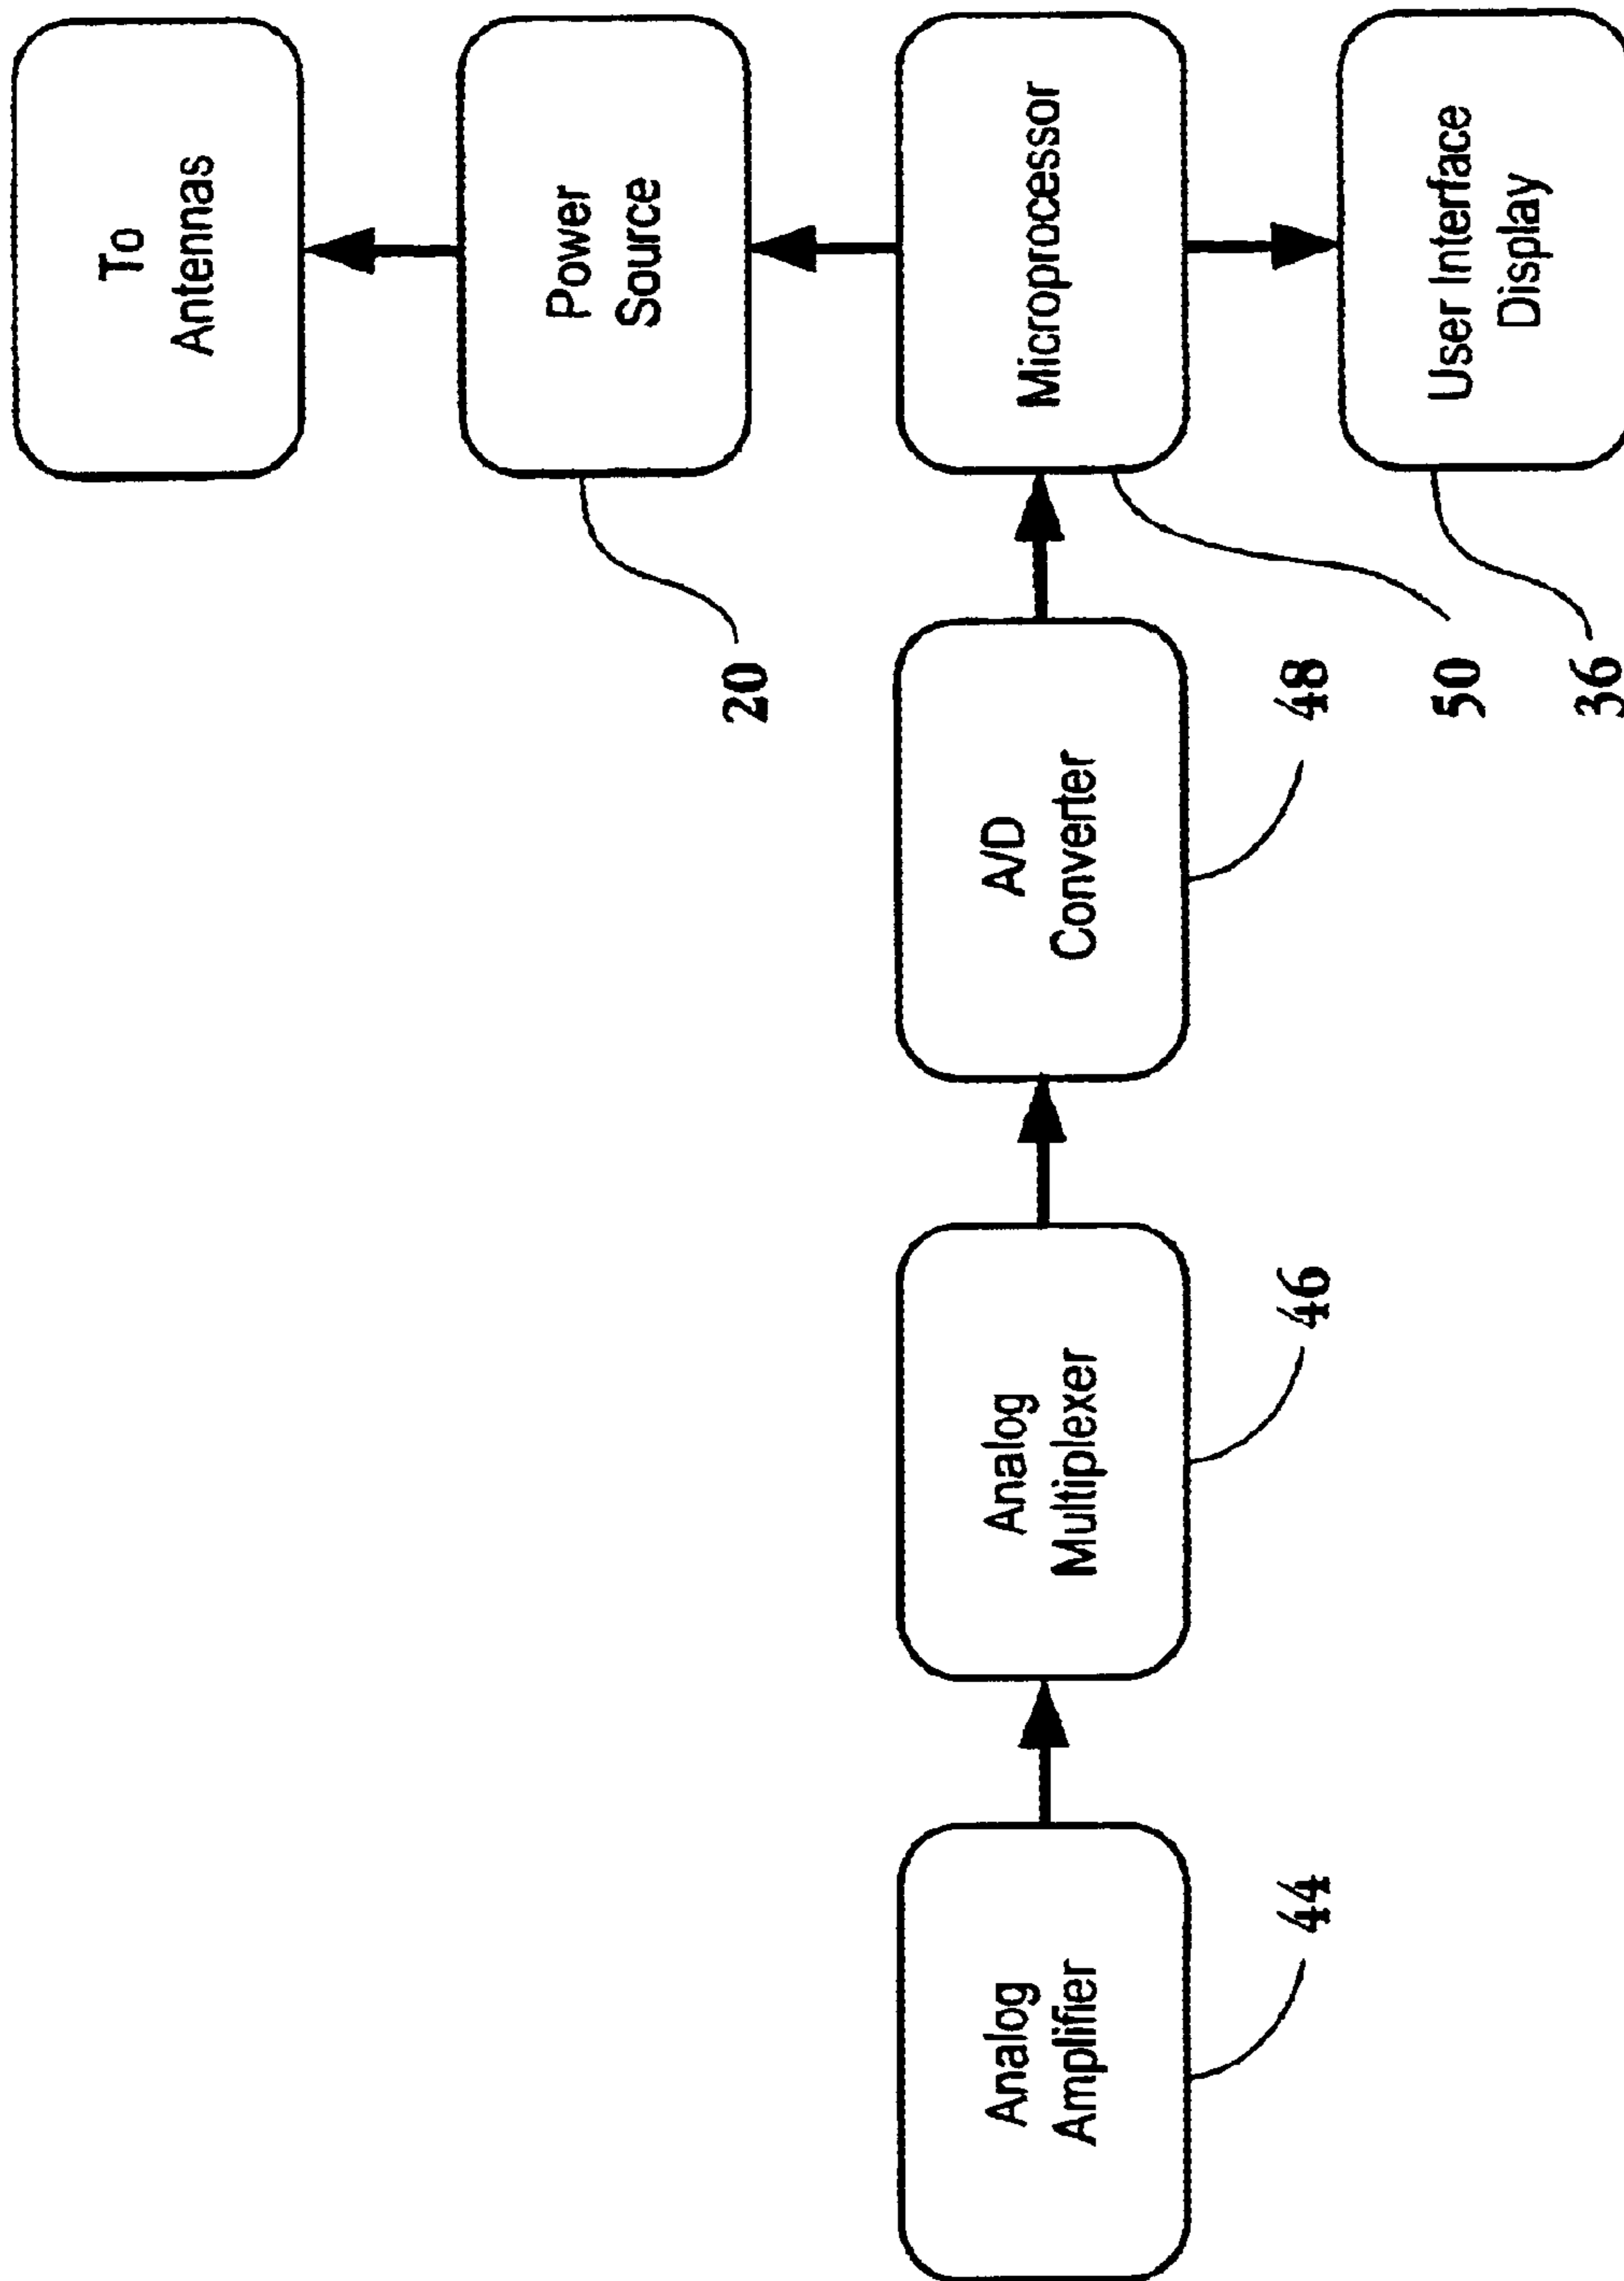 To
Antennas
Power
Source
20
Analog
Amplifier
44
Analog
Multiplexer
46
A/D
Converter
48
Microprocessor
50
User Interface
Display
36